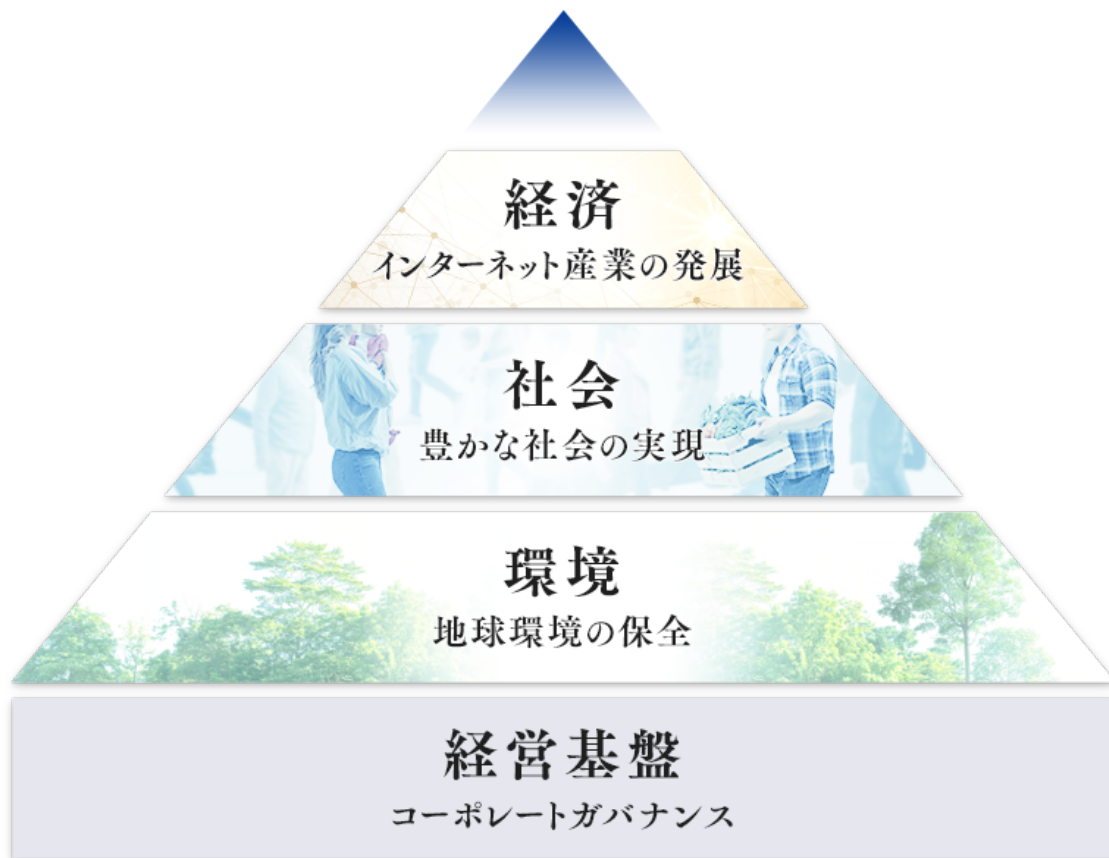 経済
インターネット産業の発展
社会
豊かな社会の実現
環境
地球環境の保全
経営基盤
コーポレートガバナンス